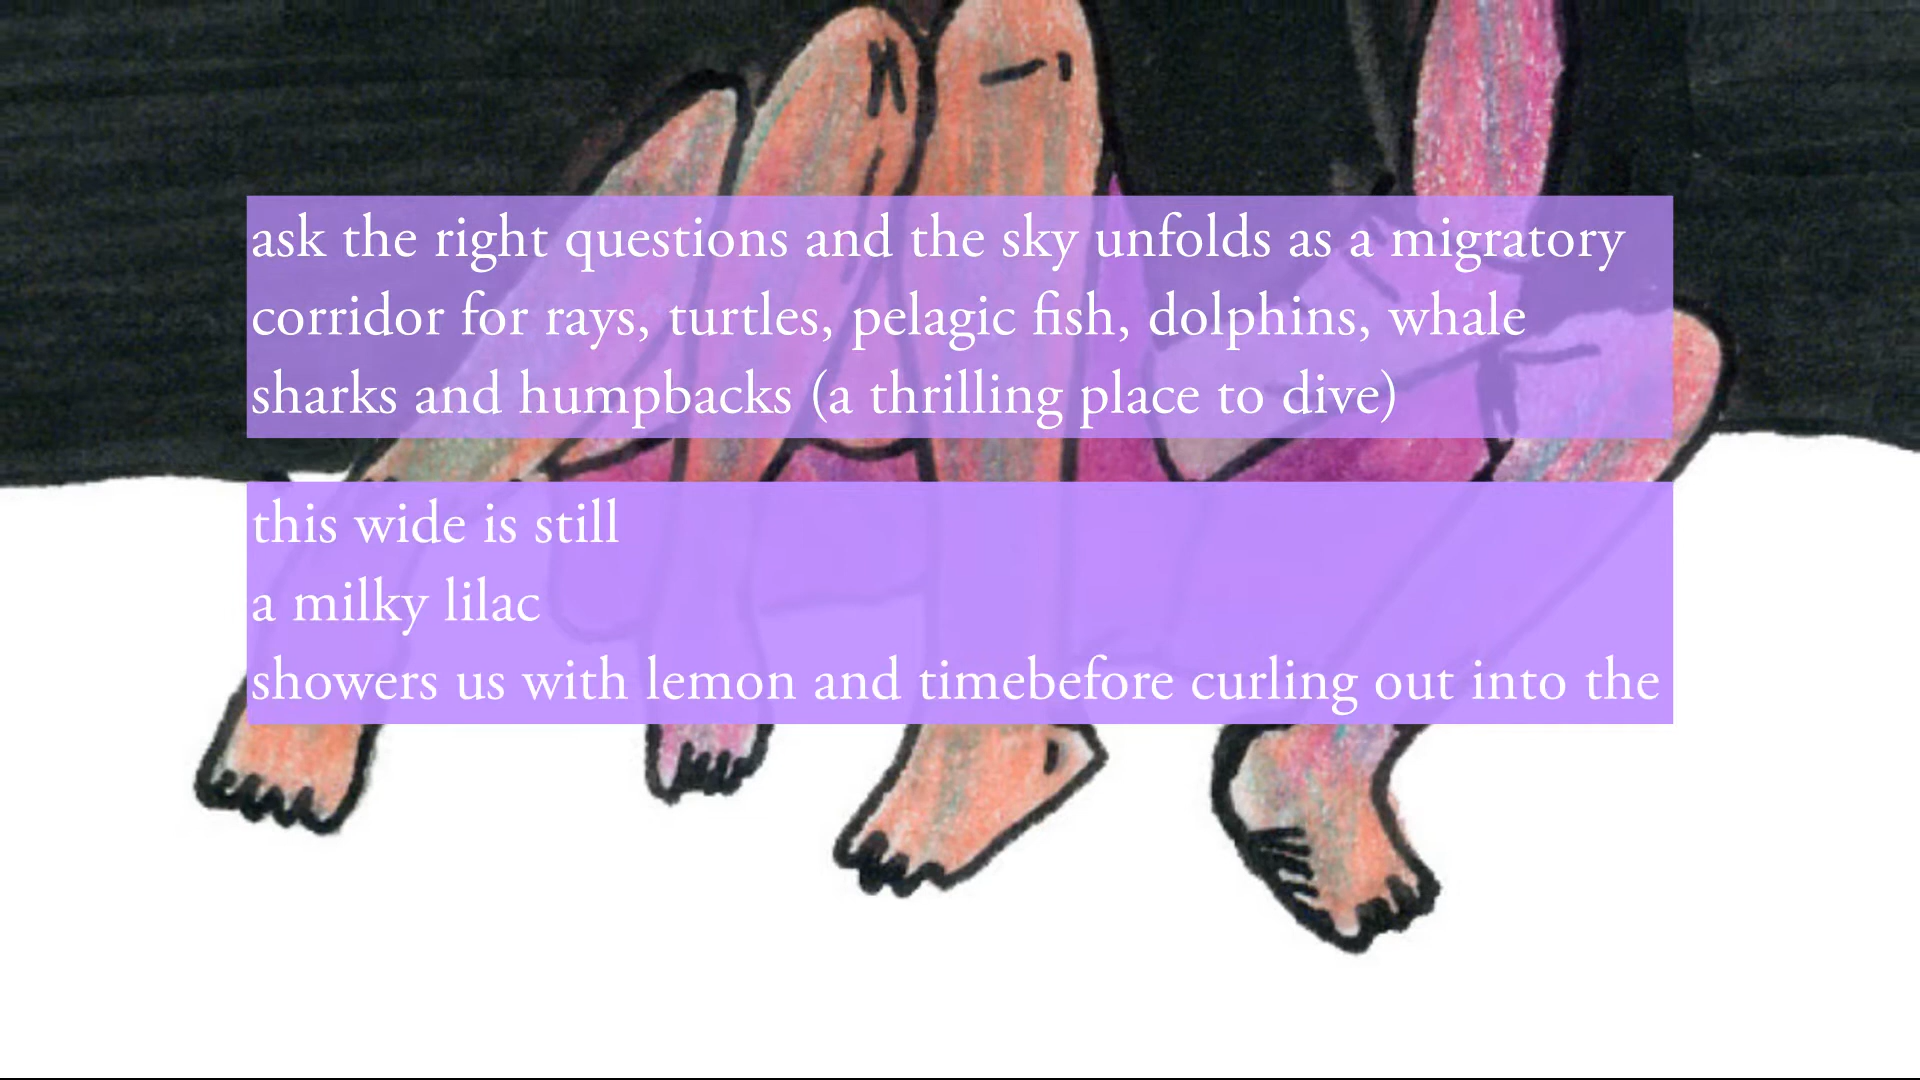 ask the right questions and the sky unfolds as a migratory
corridor for rays, turtles, pelagic fish, dolphins, whale
sharks and humpbacks (a thrilling place to dive)
this wide is still
a milky lilac
showers us with lemon and timebefore curling out into the